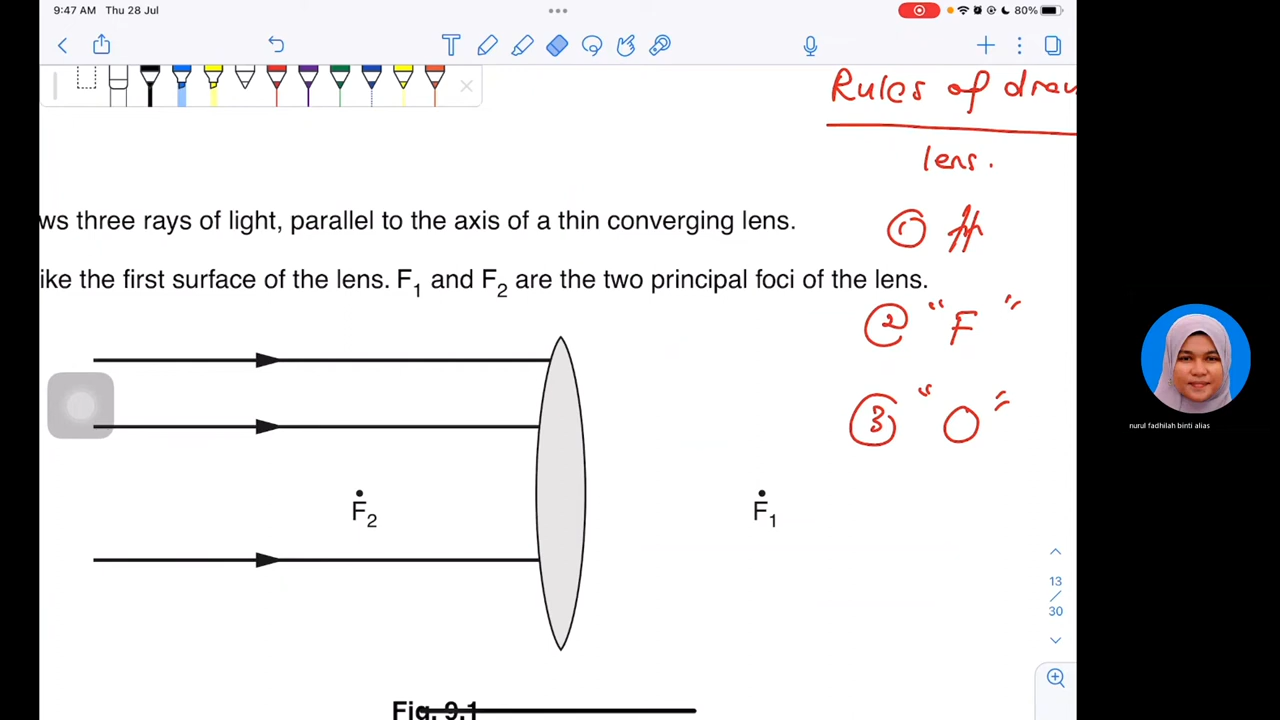 9:47 AM Thu 28 Jul
80%
T
Rules of draw
lens.
① //
② "F"
③ "O"
ws three rays of light, parallel to the axis of a thin converging lens.
ike the first surface of the lens. F1 and F2 are the two principal foci of the lens.
F2
F1
13
/
30
Fig. 9.1
nurul fadhilah binti alias